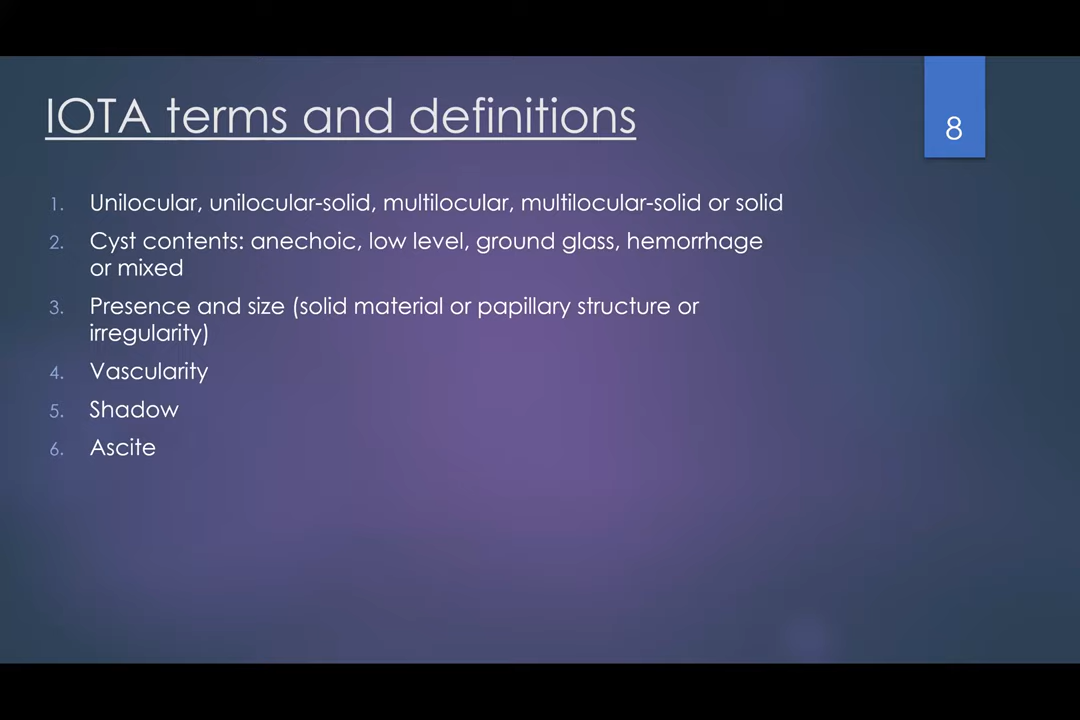 IOTA terms and definitions
8
1. Unilocular, unilocular-solid, multilocular, multilocular-solid or solid
2. Cyst contents: anechoic, low level, ground glass, hemorrhage
or mixed
3. Presence and size (solid material or papillary structure or
irregularity)
4. Vascularity
5. Shadow
6. Ascite